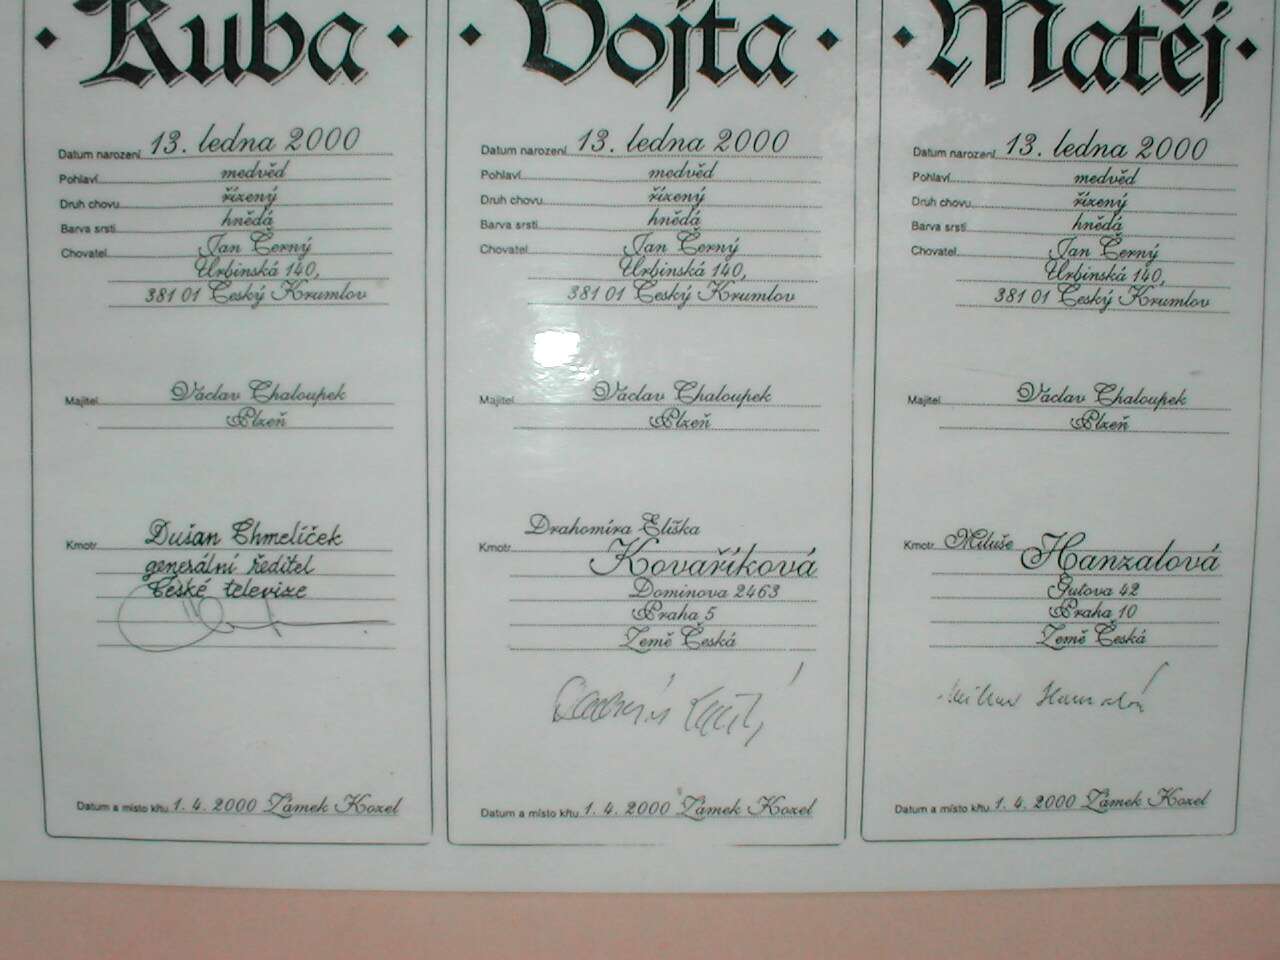 · Kuba ·
Datum narození 13. ledna 2000
Pohlaví medvěd
Druh chovu řízený
Barva srsti hnědá
Chovatel Jan Černý
Urbinská 140,
381 01 Český Krumlov
Majitel Václav Chaloupek
Plzeň
Kmotr Dušan Chmelíček
generální ředitel
České televize
Datum a místo křtu 1. 4. 2000 Zámek Kozel
· Vojta ·
Datum narození 13. ledna 2000
Pohlaví medvěd
Druh chovu řízený
Barva srsti hnědá
Chovatel Jan Černý
Urbinská 140,
381 01 Český Krumlov
Majitel Václav Chaloupek
Plzeň
Drahomíra Eliška
Kmotr Kovaříková
Dominova 2463
Praha 5
Země Česká
Datum a místo křtu 1. 4. 2000 Zámek Kozel
· Matěj ·
Datum narození 13. ledna 2000
Pohlaví medvěd
Druh chovu řízený
Barva srsti hnědá
Chovatel Jan Černý
Urbinská 140,
381 01 Český Krumlov
Majitel Václav Chaloupek
Plzeň
Kmotr Miluše Hanzalová
Gutova 42
Praha 10
Země Česká
Datum a místo křtu 1. 4. 2000 Zámek Kozel